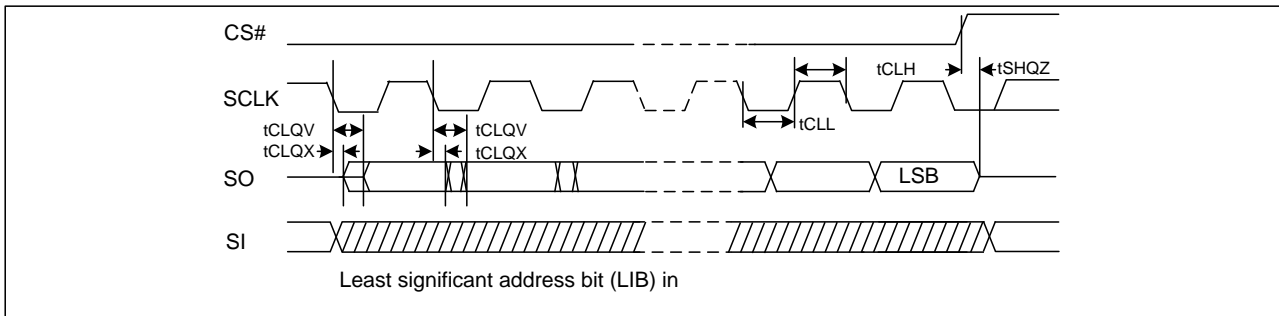 CS#
tCLH
tSHQZ
SCLK
tCLL
tCLQV
tCLQV
tCLQX
tCLQX
SO
LSB
SI
Least significant address bit (LIB) in